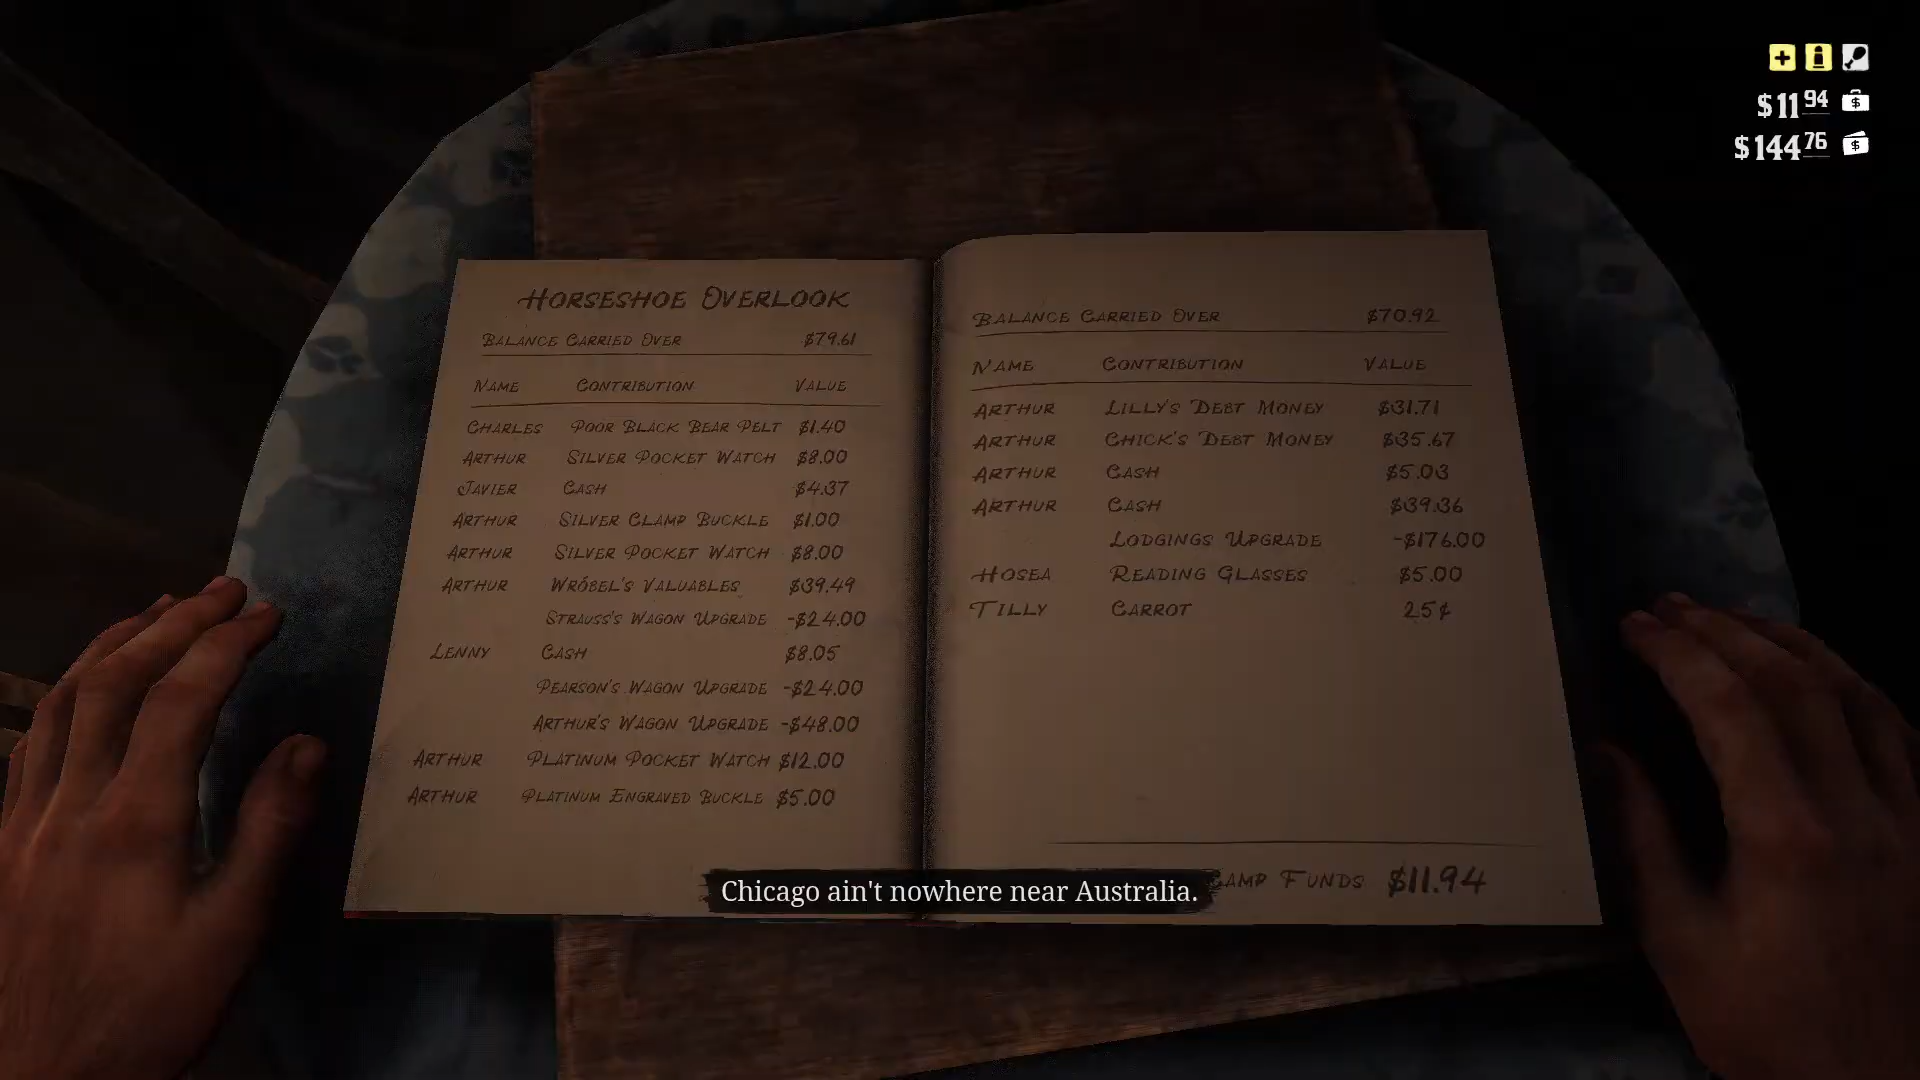 $11 94
$144 76
HORSESHOE OVERLOOK
BALANCE CARRIED OVER $79.61
NAME CONTRIBUTION VALUE
CHARLES POOR BLACK BEAR PELT $1.40
ARTHUR SILVER POCKET WATCH $8.00
JAVIER CASH $4.37
ARTHUR SILVER CLAMP BUCKLE $1.00
ARTHUR SILVER POCKET WATCH $8.00
ARTHUR WRÓBEL'S VALUABLES $39.49
STRAUSS'S WAGON UPGRADE -$24.00
LENNY CASH $8.05
PEARSON'S WAGON UPGRADE -$24.00
ARTHUR'S WAGON UPGRADE -$48.00
ARTHUR PLATINUM POCKET WATCH $12.00
ARTHUR PLATINUM ENGRAVED BUCKLE $5.00
BALANCE CARRIED OVER $70.92
NAME CONTRIBUTION VALUE
ARTHUR LILLY'S DEBT MONEY $31.71
ARTHUR CHICK'S DEBT MONEY $35.67
ARTHUR CASH $5.03
ARTHUR CASH $39.36
LODGINGS UPGRADE -$176.00
HOSEA READING GLASSES $5.00
TILLY CARROT 25¢
CAMP FUNDS $11.94
Chicago ain't nowhere near Australia.